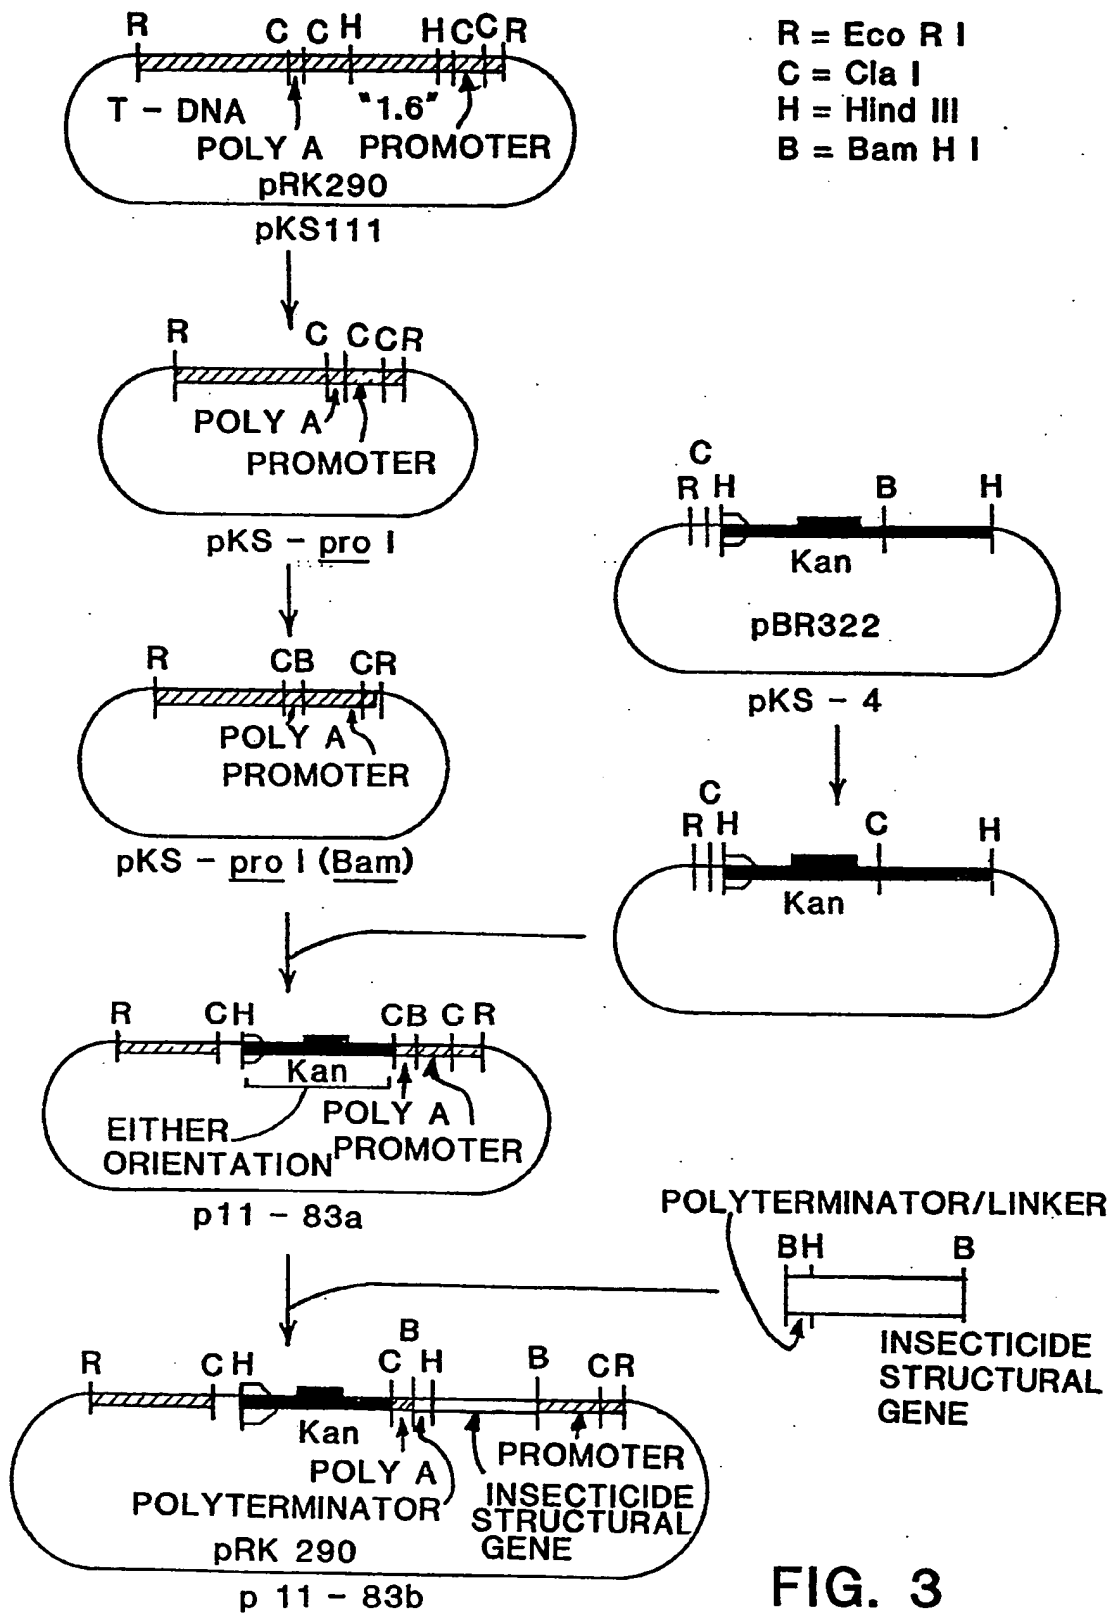 R C C H H C C R
T - DNA "1.6"
POLY A PROMOTER
pRK290
pKS111
R = Eco R I
C = Cla I
H = Hind III
B = Bam H I
R C C C R
POLY A
PROMOTER
pKS - pro I
C
R H B H
Kan
pBR322
pKS - 4
R C B C R
POLY A
PROMOTER
pKS - pro I (Bam)
C
R H C H
Kan
R C H C B C R
Kan
POLY A
EITHER
PROMOTER
ORIENTATION
p11 - 83a
POLYTERMINATOR/LINKER
B H B
INSECTICIDE
STRUCTURAL
GENE
B
R C H C H B C R
Kan
PROMOTER
POLY A
POLYTERMINATOR
INSECTICIDE
STRUCTURAL
GENE
pRK 290
p 11 - 83b
FIG. 3